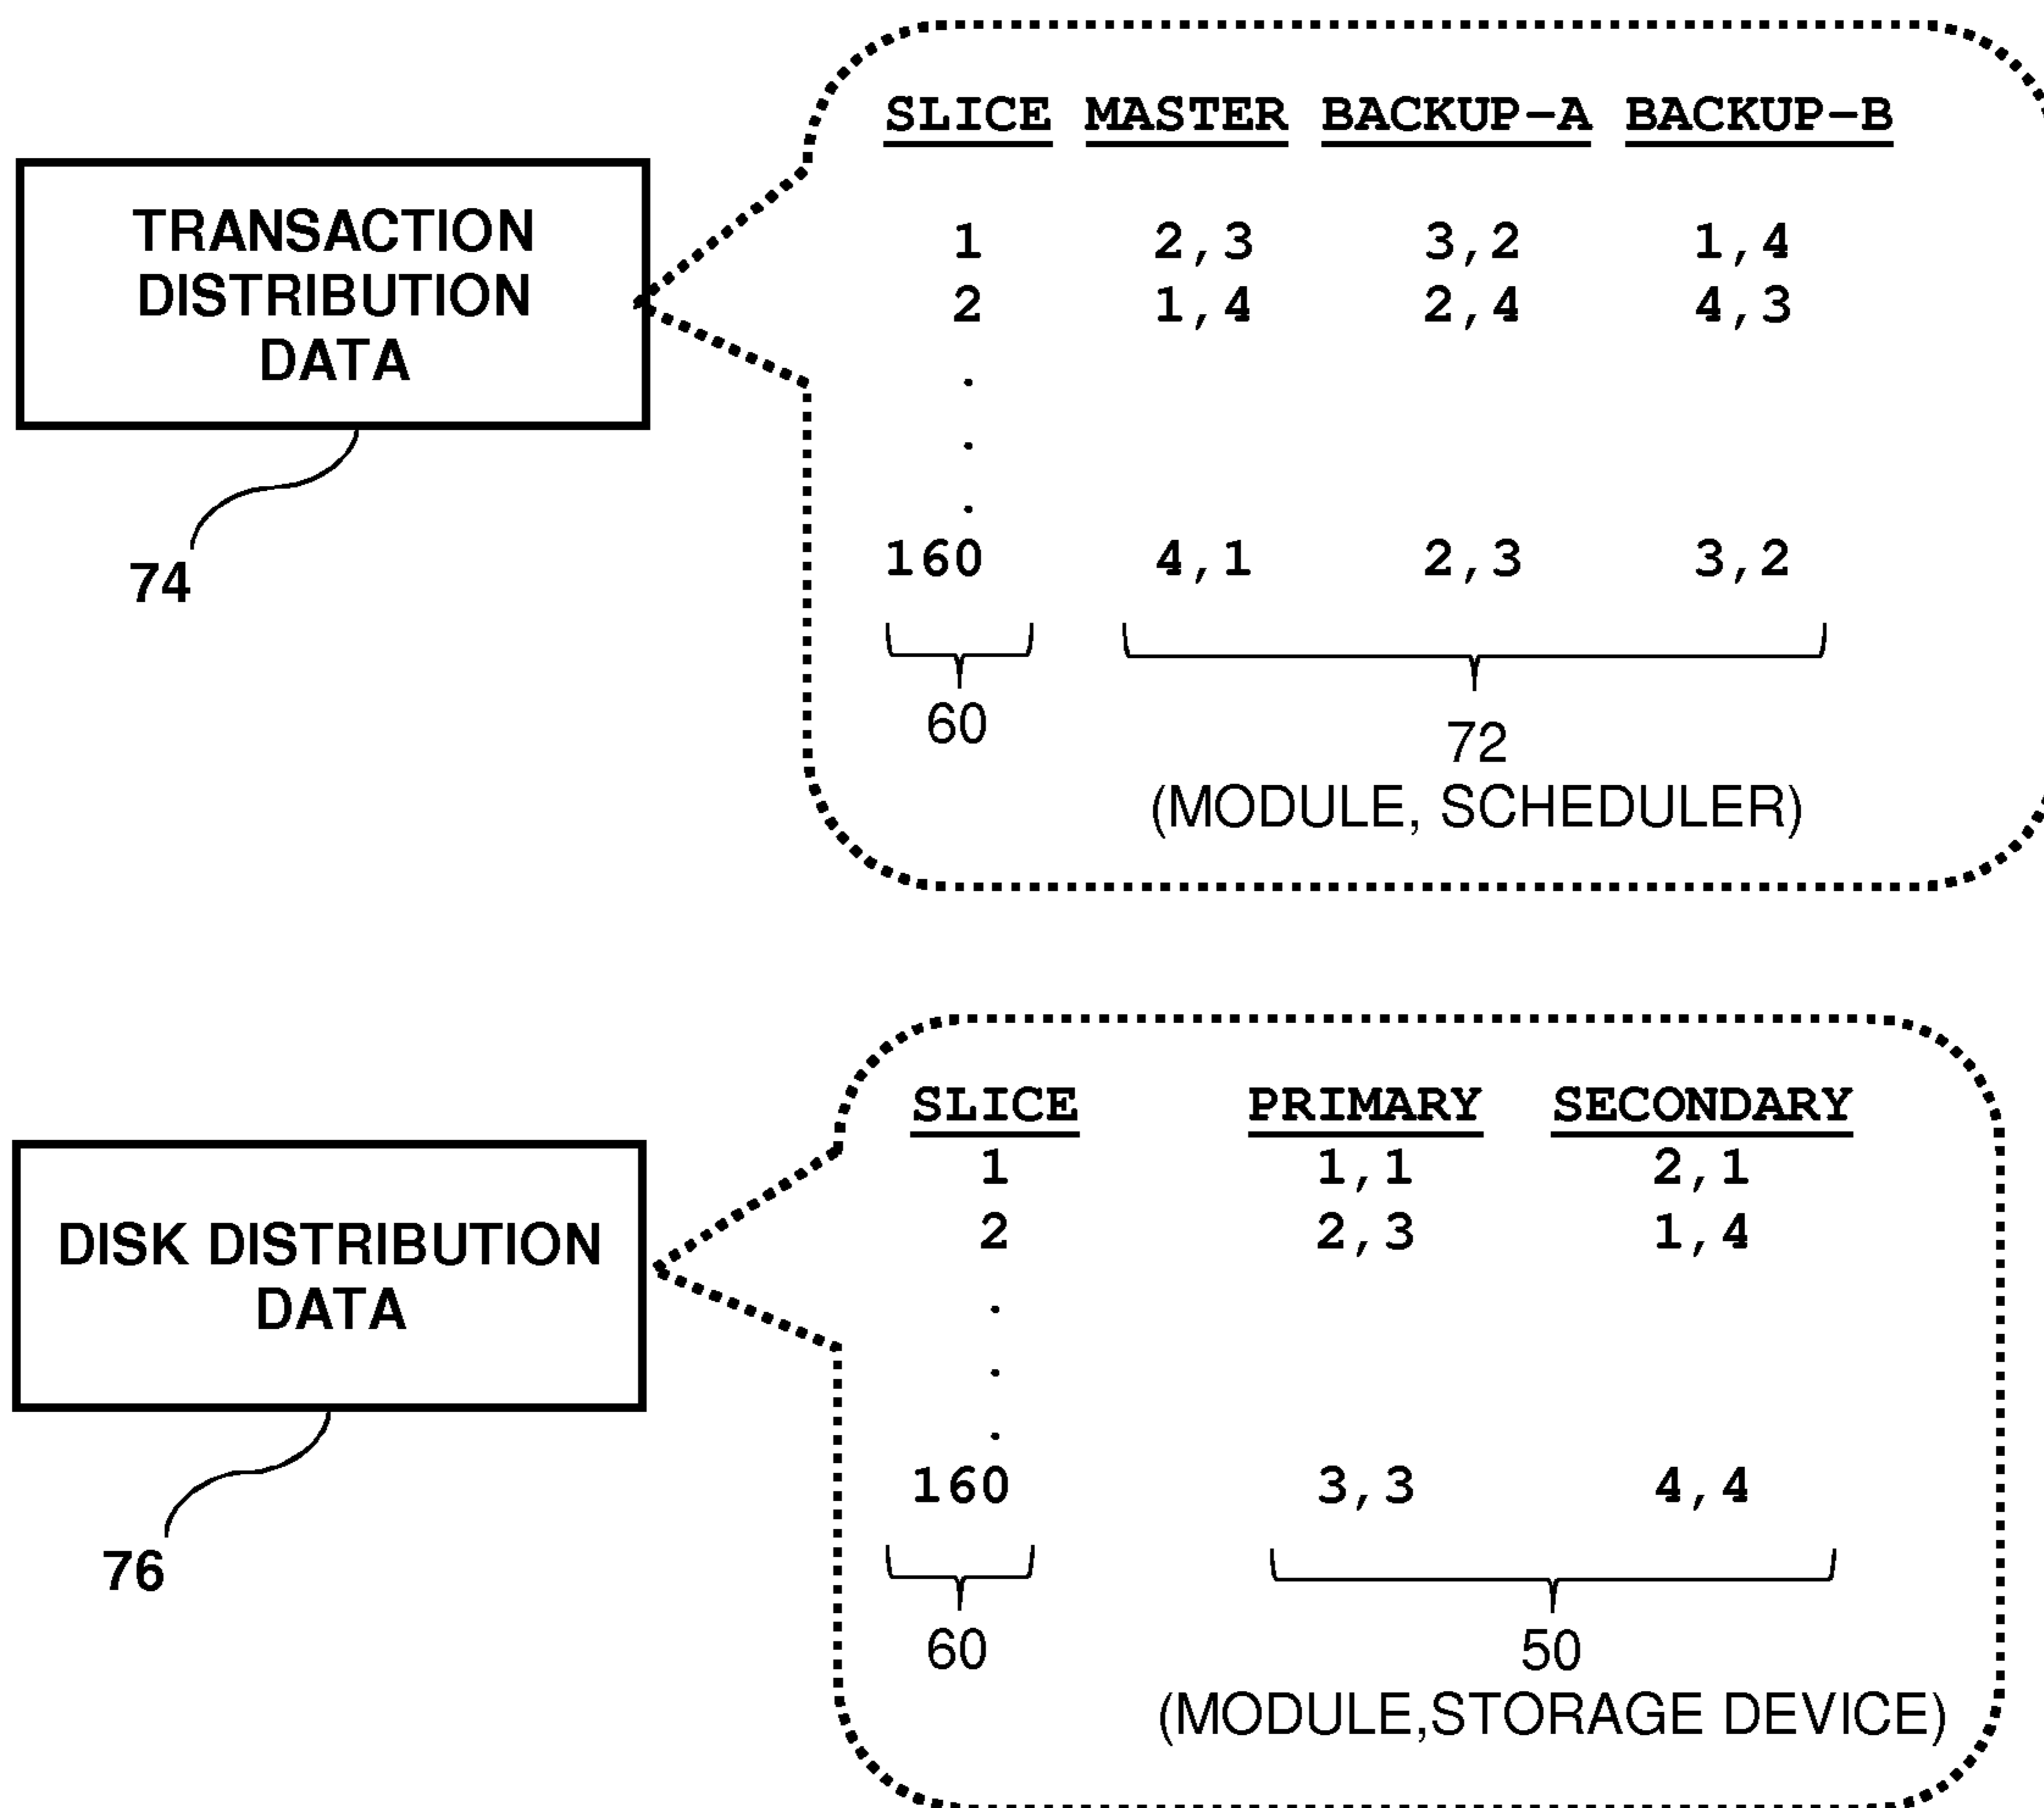 TRANSACTION
DISTRIBUTION
DATA
74
SLICE MASTER BACKUP-A BACKUP-B
1 2,3 3,2 1,4
2 1,4 2,4 4,3
.
.
.
160 4,1 2,3 3,2
60
72
(MODULE, SCHEDULER)
DISK DISTRIBUTION
DATA
76
SLICE PRIMARY SECONDARY
1 1,1 2,1
2 2,3 1,4
.
.
.
160 3,3 4,4
60
50
(MODULE,STORAGE DEVICE)